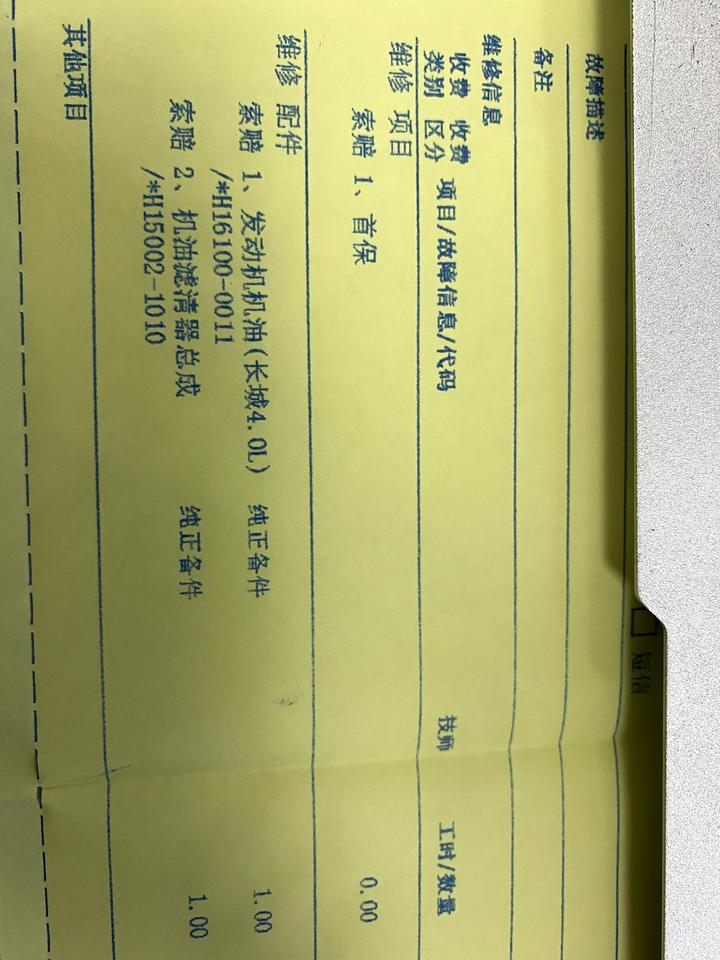 □ 短信
故障描述
备注
维修信息
收费 收费
类别 区分 项目/故障信息/代码 技师 工时/数量
维修 项目
索赔 1、首保 0.00
维修 配件
索赔 1、发动机机油(长城4.0L) 纯正备件 1.00
/*H16100-0011
索赔 2、机油滤清器总成 纯正备件 1.00
/*H15002-1010
其他项目